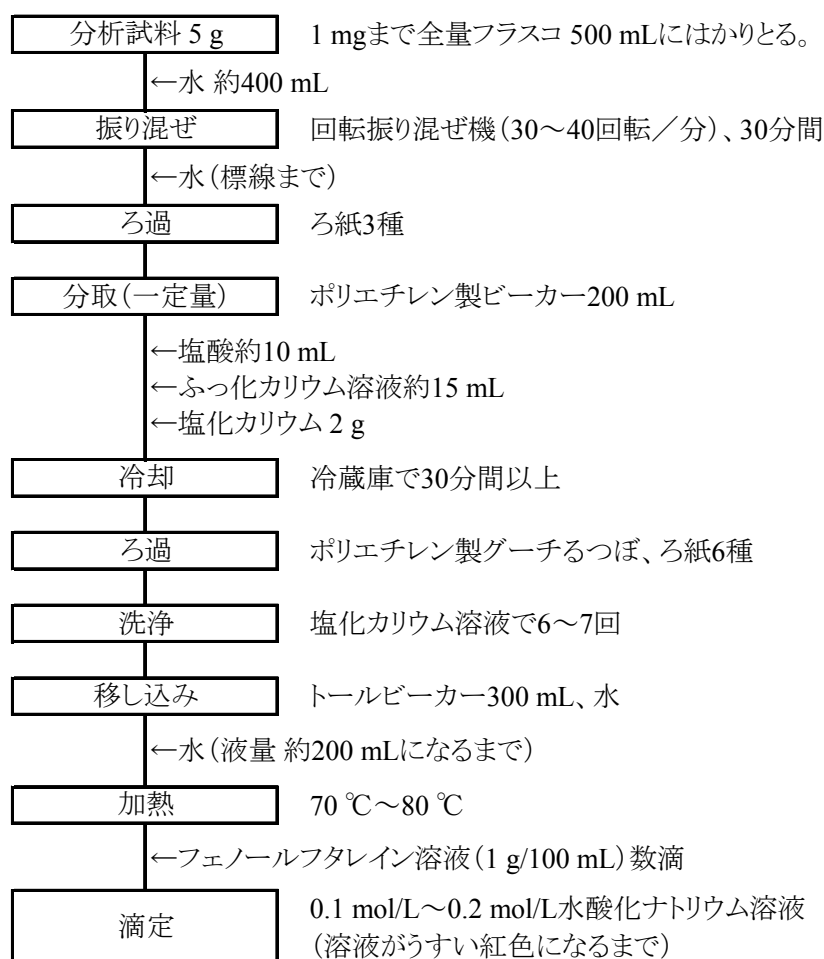 分析試料 5 g 1 mgまで全量フラスコ 500 mLにはかりとる。
←水 約400 mL
振り混ぜ 回転振り混ぜ機（30～40回転／分）、30分間
←水（標線まで）
ろ過 ろ紙3種
分取（一定量） ポリエチレン製ビーカー200 mL
←塩酸約10 mL
←ふっ化カリウム溶液約15 mL
←塩化カリウム 2 g
冷却 冷蔵庫で30分間以上
ろ過 ポリエチレン製グーチるつぼ、ろ紙6種
洗浄 塩化カリウム溶液で6～7回
移し込み トールビーカー300 mL、水
←水（液量 約200 mLになるまで）
加熱 70 ℃～80 ℃
←フェノールフタレイン溶液（1 g/100 mL）数滴
滴定 0.1 mol/L～0.2 mol/L水酸化ナトリウム溶液
（溶液がうすい紅色になるまで）